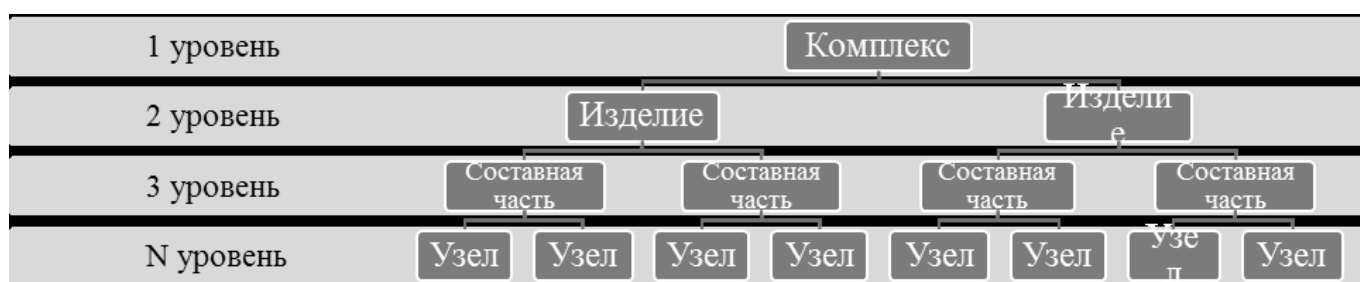 1 уровень
Комплекс
2 уровень
Изделие
Издели
е
3 уровень
Составная
часть
Составная
часть
Составная
часть
Составная
часть
N уровень
Узел
Узел
Узел
Узел
Узел
Узел
Узе
л
Узел